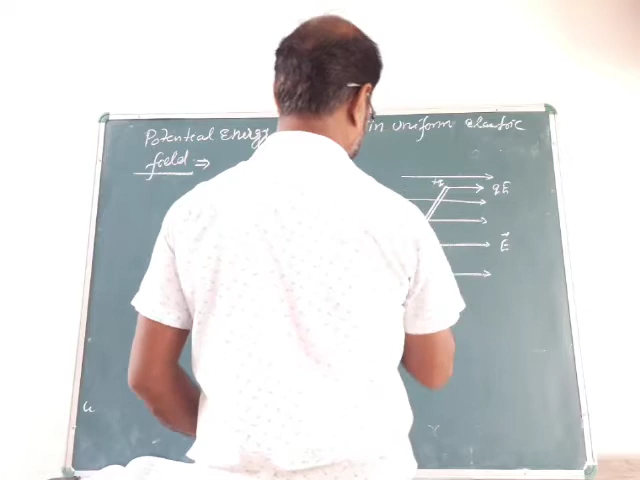 Potential Energy in uniform electric
field ⇒
+q
qE
E⃗